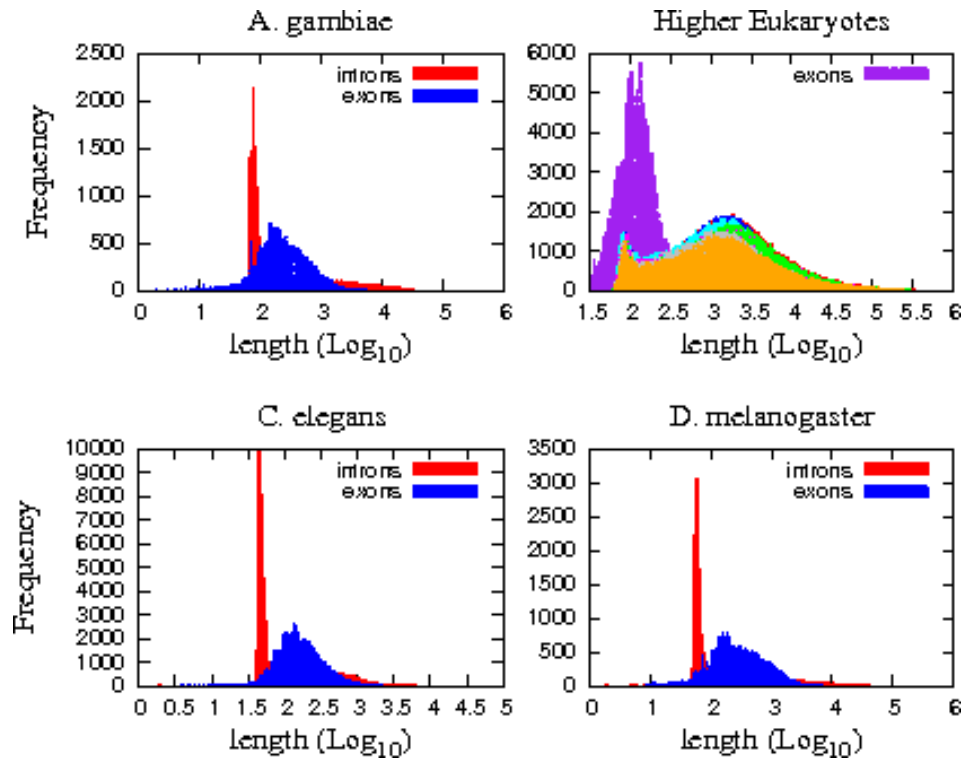 A. gambiae
Frequency
2500
2000
1500
1000
500
0
introns
exons
0 1 2 3 4 5 6
length (Log10)
Higher Eukaryotes
6000
5000
4000
3000
2000
1000
0
exons
1.5 2 2.5 3 3.5 4 4.5 5 5.5 6
length (Log10)
C. elegans
Frequency
10000
9000
8000
7000
6000
5000
4000
3000
2000
1000
0
introns
exons
0 0.5 1 1.5 2 2.5 3 3.5 4 4.5 5
length (Log10)
D. melanogaster
3500
3000
2500
2000
1500
1000
500
0
introns
exons
0 1 2 3 4 5 6
length (Log10)